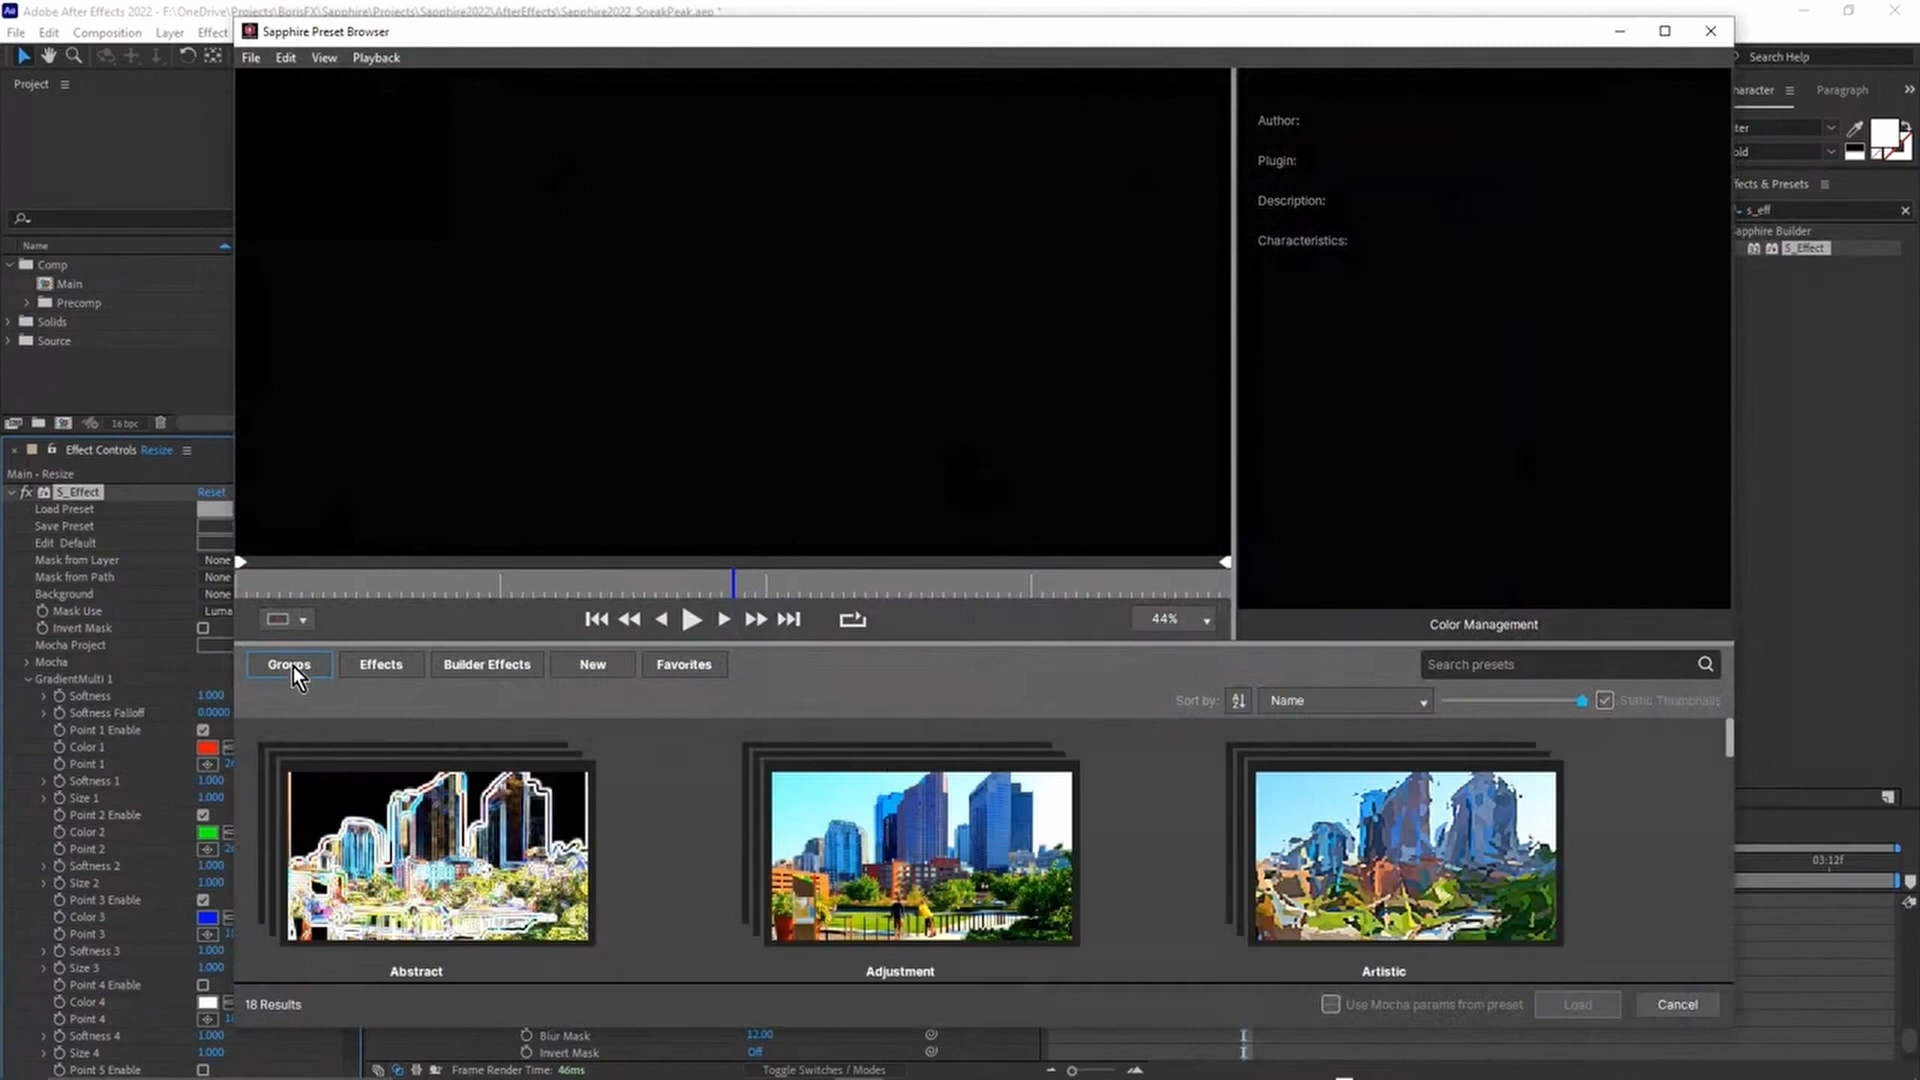 Adobe After Effects 2022 - F:\OneDrive\BorisFX\Sapphire\Projects\Sapphire2022\AfterEffects\Sapphire2022_SneakPeak.aep *
File Edit Composition Layer Effect
Sapphire Preset Browser
File Edit View Playback
Search Help
Project
Author:
Plugin:
Description:
Characteristics:
haracter Paragraph
ter
old
fects & Presets
s_eff
apphire Builder
S_Effect
Name
Comp
Main
Precomp
Solids
Source
16 bpc
Effect Controls Resize
Main - Resize
fx S_Effect Reset
Load Preset
Save Preset
Edit Default
Mask from Layer None
Mask from Path None
Background None
Mask Use Luma
Invert Mask
Mocha Project
Mocha
GradientMulti 1
Softness 1.000
Softness Falloff 0.0000
Point 1 Enable
Color 1
Point 1
Softness 1 1.000
Size 1 1.000
Point 2 Enable
Color 2
Point 2
Softness 2 1.000
Size 2 1.000
Point 3 Enable
Color 3
Point 3
Softness 3 1.000
Size 3 1.000
Point 4 Enable
Color 4
Point 4
Softness 4 1.000
Size 4 1.000
Point 5 Enable
44%
Color Management
Groups Effects Builder Effects New Favorites
Search presets
Sort by: Name Static Thumbnails
Abstract Adjustment Artistic
18 Results
Use Mocha params from preset Load Cancel
03:12f
Blur Mask 12.00
Invert Mask Off
Frame Render Time: 46ms Toggle Switches / Modes